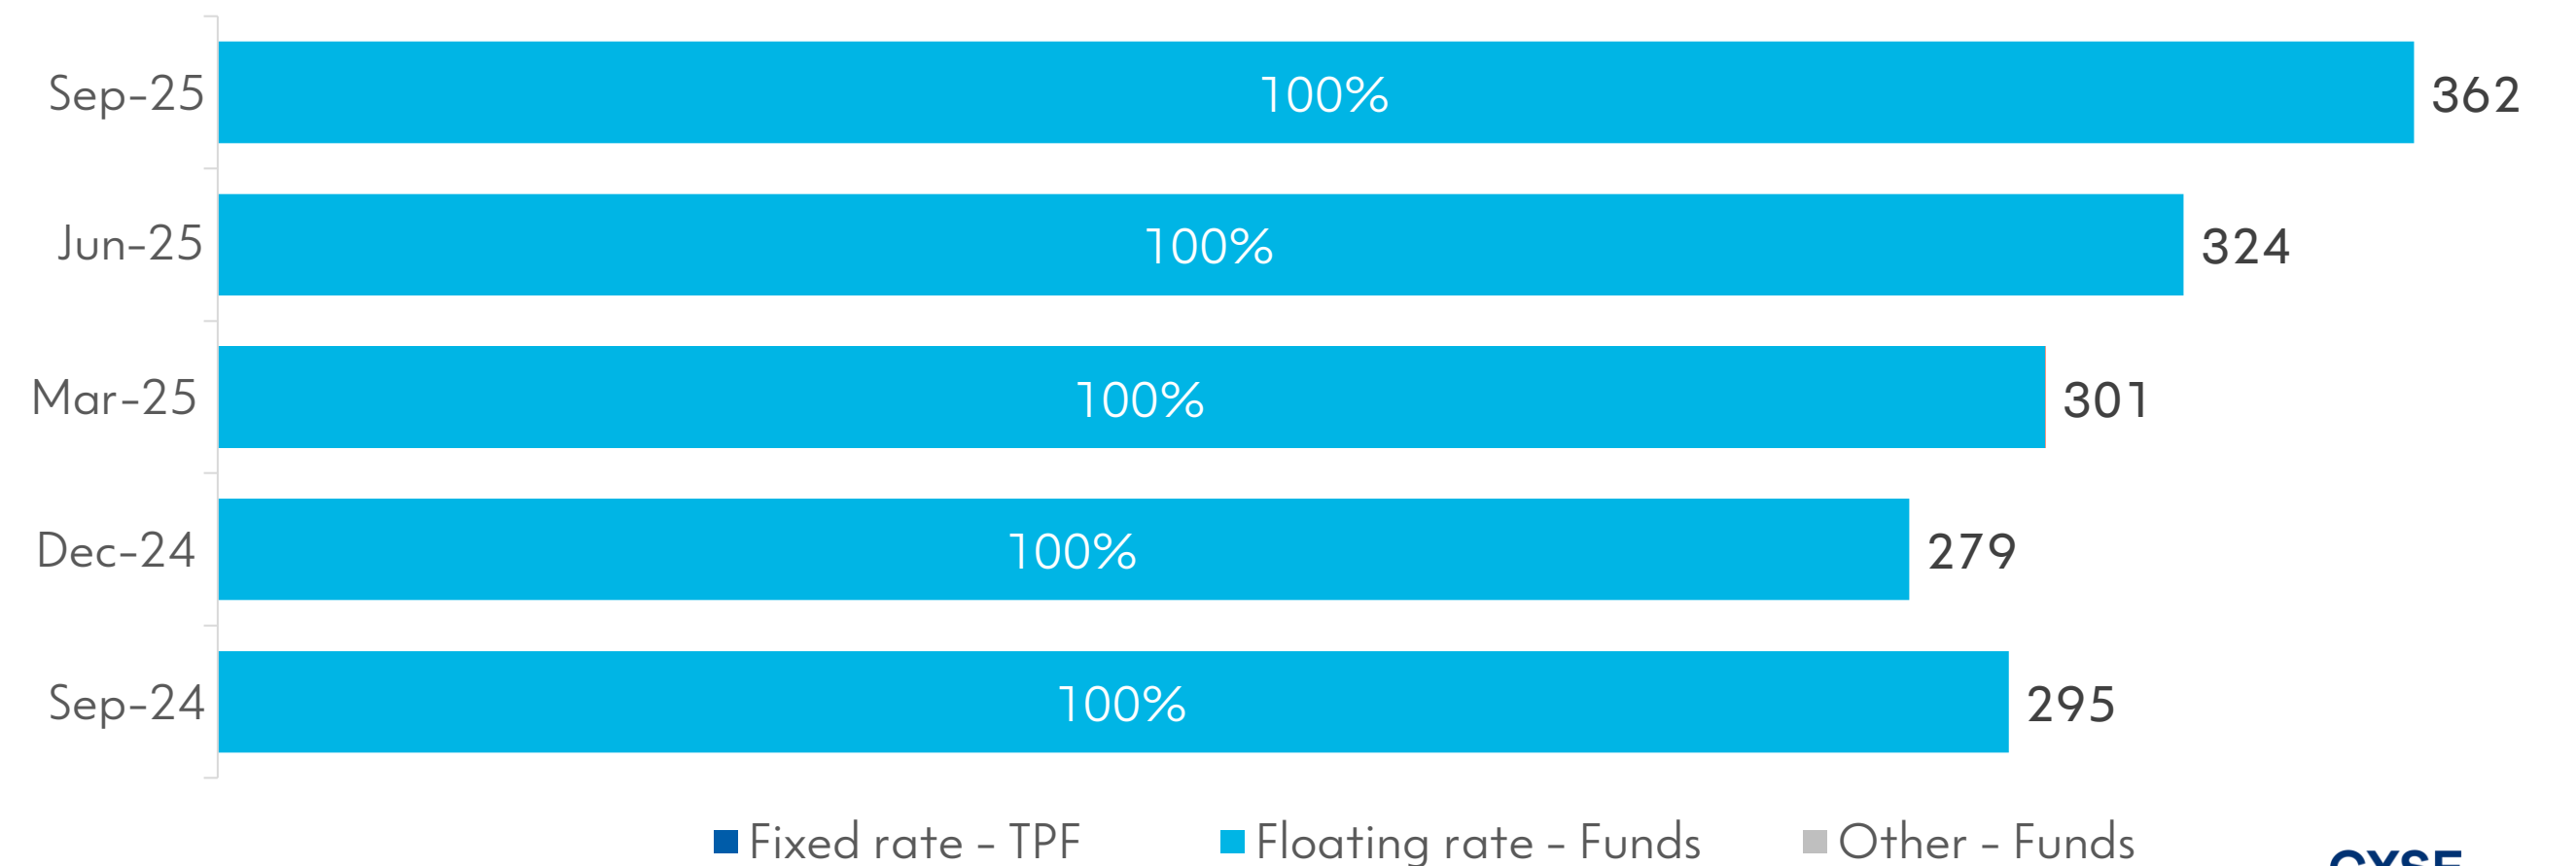 Sep-25 100% 362
Jun-25 100% 324
Mar-25 100% 301
Dec-24 100% 279
Sep-24 100% 295
Fixed rate - TPF Floating rate - Funds Other - Funds